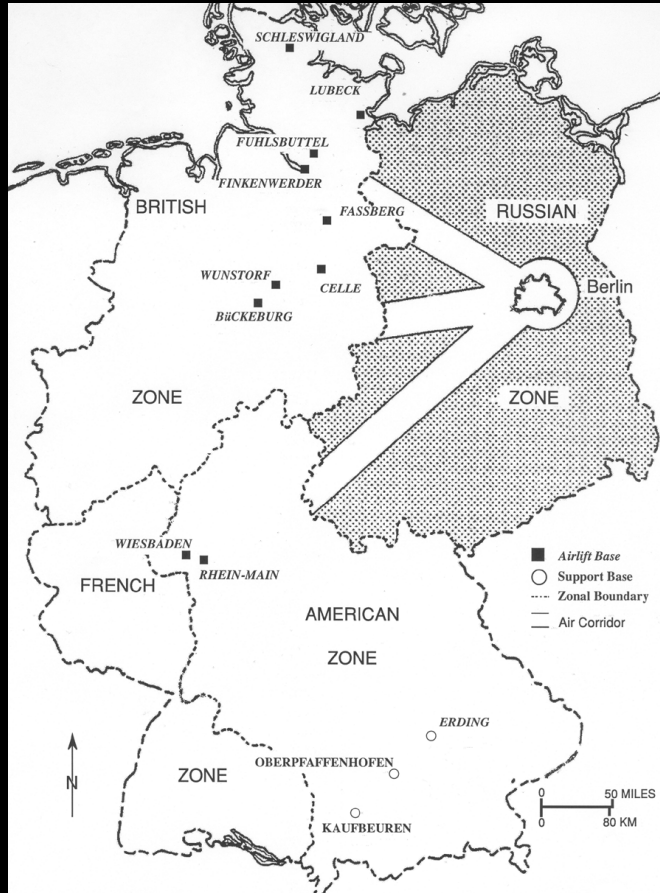 SCHLESWIGLAND
LUBECK
FUHLSBUTTEL
FINKENWERDER
BRITISH
FASSBERG
RUSSIAN
WUNSTORF
CELLE
Berlin
BüCKEBURG
ZONE
ZONE
WIESBADEN
RHEIN-MAIN
FRENCH
Airlift Base
Support Base
Zonal Boundary
Air Corridor
AMERICAN
ZONE
ERDING
OBERPFAFFENHOFEN
ZONE
N
KAUFBEUREN
0 50 MILES
0 80 KM